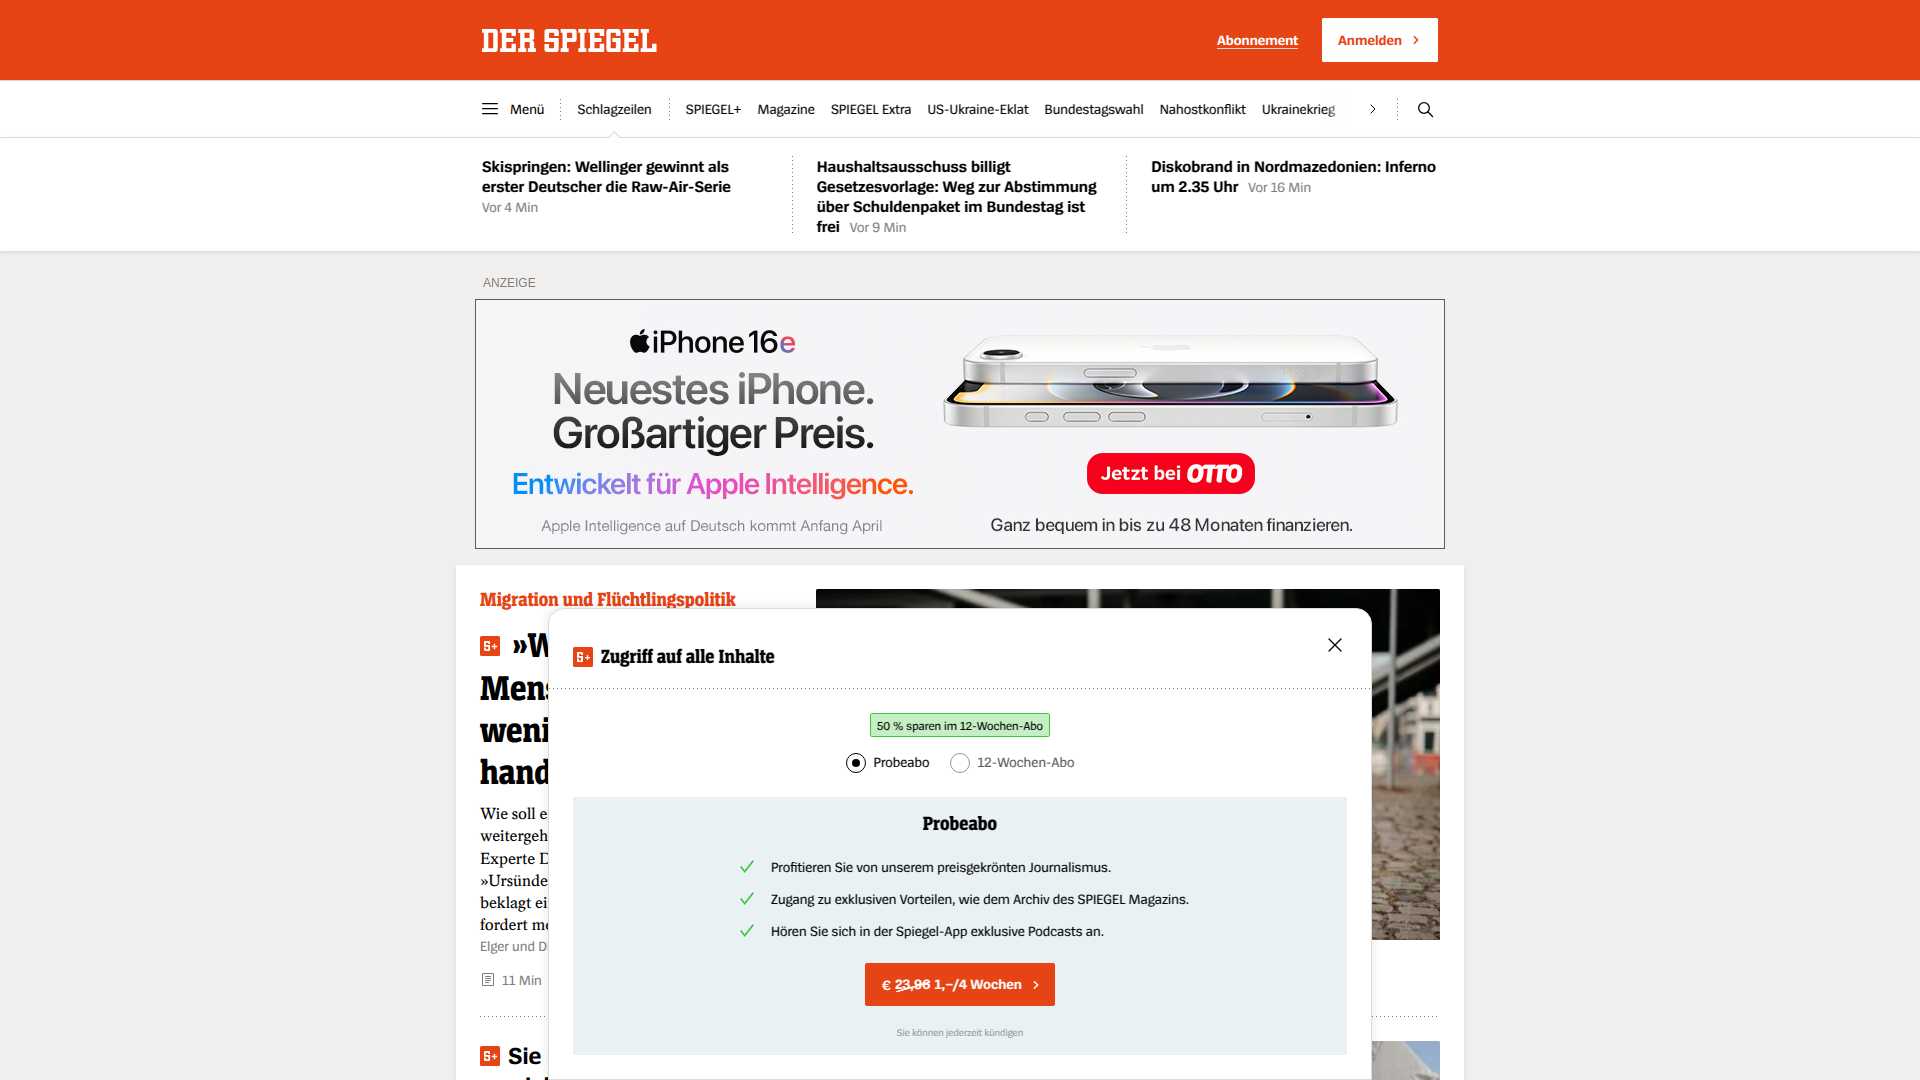 DER SPIEGEL
Abonnement
Anmelden
Menü
Schlagzeilen
SPIEGEL+
Magazine
SPIEGEL Extra
US-Ukraine-Eklat
Bundestagswahl
Nahostkonflikt
Ukrainekrieg
Skispringen: Wellinger gewinnt als
erster Deutscher die Raw-Air-Serie
Vor 4 Min
Haushaltsausschuss billigt
Gesetzesvorlage: Weg zur Abstimmung
über Schuldenpaket im Bundestag ist
frei Vor 9 Min
Diskobrand in Nordmazedonien: Inferno
um 2.35 Uhr Vor 16 Min
ANZEIGE
iPhone 16e
Neuestes iPhone.
Großartiger Preis.
Entwickelt für Apple Intelligence.
Apple Intelligence auf Deutsch kommt Anfang April
Jetzt bei OTTO
Ganz bequem in bis zu 48 Monaten finanzieren.
Migration und Flüchtlingspolitik
S+ »W
Mens
weni
hand
Wie soll e
weitergeh
Experte D
»Ursünde
beklagt ei
fordert me
Elger und D
11 Min
S+ Sie
S+ Zugriff auf alle Inhalte
50 % sparen im 12-Wochen-Abo
Probeabo
12-Wochen-Abo
Probeabo
Profitieren Sie von unserem preisgekrönten Journalismus.
Zugang zu exklusiven Vorteilen, wie dem Archiv des SPIEGEL Magazins.
Hören Sie sich in der Spiegel-App exklusive Podcasts an.
€ 23,96 1,–/4 Wochen
Sie können jederzeit kündigen